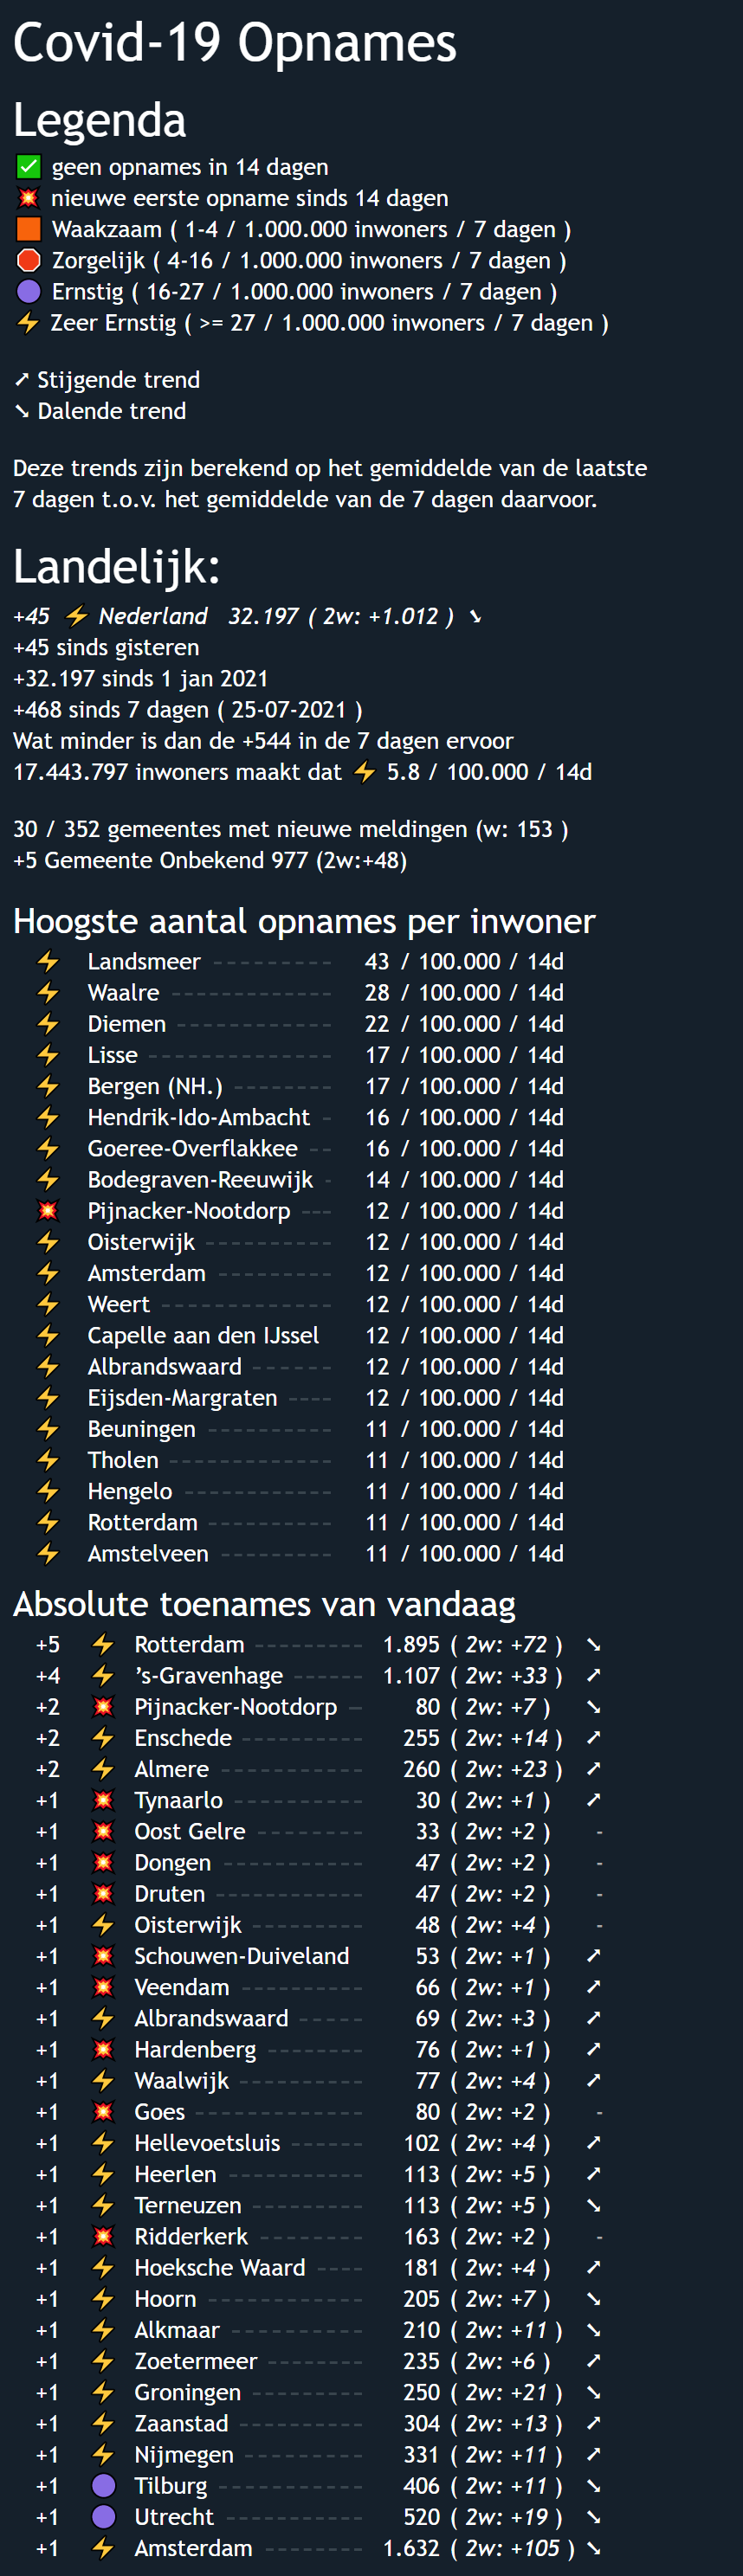 Covid-19 Opnames
Legenda
✅ geen opnames in 14 dagen
💥 nieuwe eerste opname sinds 14 dagen
🟧 Waakzaam ( 1-4 / 1.000.000 inwoners / 7 dagen )
🛑 Zorgelijk ( 4-16 / 1.000.000 inwoners / 7 dagen )
🟣 Ernstig ( 16-27 / 1.000.000 inwoners / 7 dagen )
⚡ Zeer Ernstig ( >= 27 / 1.000.000 inwoners / 7 dagen )
➚ Stijgende trend
➘ Dalende trend
Deze trends zijn berekend op het gemiddelde van de laatste
7 dagen t.o.v. het gemiddelde van de 7 dagen daarvoor.
Landelijk:
+45 ⚡ Nederland 32.197 ( 2w: +1.012 ) ➘
+45 sinds gisteren
+32.197 sinds 1 jan 2021
+468 sinds 7 dagen ( 25-07-2021 )
Wat minder is dan de +544 in de 7 dagen ervoor
17.443.797 inwoners maakt dat ⚡ 5.8 / 100.000 / 14d
30 / 352 gemeentes met nieuwe meldingen (w: 153 )
+5 Gemeente Onbekend 977 (2w:+48)
Hoogste aantal opnames per inwoner
⚡ Landsmeer --------- 43 / 100.000 / 14d
⚡ Waalre ------------ 28 / 100.000 / 14d
⚡ Diemen ------------ 22 / 100.000 / 14d
⚡ Lisse -------------- 17 / 100.000 / 14d
⚡ Bergen (NH.) ------- 17 / 100.000 / 14d
⚡ Hendrik-Ido-Ambacht - 16 / 100.000 / 14d
⚡ Goeree-Overflakkee -- 16 / 100.000 / 14d
⚡ Bodegraven-Reeuwijk - 14 / 100.000 / 14d
💥 Pijnacker-Nootdorp --- 12 / 100.000 / 14d
⚡ Oisterwijk ---------- 12 / 100.000 / 14d
⚡ Amsterdam --------- 12 / 100.000 / 14d
⚡ Weert ------------- 12 / 100.000 / 14d
⚡ Capelle aan den IJssel 12 / 100.000 / 14d
⚡ Albrandswaard ------ 12 / 100.000 / 14d
⚡ Eijsden-Margraten ---- 12 / 100.000 / 14d
⚡ Beuningen ---------- 11 / 100.000 / 14d
⚡ Tholen ------------- 11 / 100.000 / 14d
⚡ Hengelo ----------- 11 / 100.000 / 14d
⚡ Rotterdam ---------- 11 / 100.000 / 14d
⚡ Amstelveen --------- 11 / 100.000 / 14d
Absolute toenames van vandaag
+5 ⚡ Rotterdam --------- 1.895 ( 2w: +72 ) ➘
+4 ⚡ ’s-Gravenhage ------ 1.107 ( 2w: +33 ) ➚
+2 💥 Pijnacker-Nootdorp - 80 ( 2w: +7 ) ➘
+2 ⚡ Enschede ---------- 255 ( 2w: +14 ) ➚
+2 ⚡ Almere ----------- 260 ( 2w: +23 ) ➚
+1 💥 Tynaarlo ----------- 30 ( 2w: +1 ) ➚
+1 💥 Oost Gelre -------- 33 ( 2w: +2 ) -
+1 💥 Dongen ----------- 47 ( 2w: +2 ) -
+1 💥 Druten ------------ 47 ( 2w: +2 ) -
+1 ⚡ Oisterwijk --------- 48 ( 2w: +4 ) -
+1 💥 Schouwen-Duiveland 53 ( 2w: +1 ) ➚
+1 💥 Veendam ---------- 66 ( 2w: +1 ) ➚
+1 ⚡ Albrandswaard ----- 69 ( 2w: +3 ) ➚
+1 💥 Hardenberg -------- 76 ( 2w: +1 ) ➚
+1 ⚡ Waalwijk ---------- 77 ( 2w: +4 ) ➚
+1 💥 Goes ------------- 80 ( 2w: +2 ) -
+1 ⚡ Hellevoetsluis ------ 102 ( 2w: +4 ) ➚
+1 ⚡ Heerlen ----------- 113 ( 2w: +5 ) ➚
+1 ⚡ Terneuzen --------- 113 ( 2w: +5 ) ➘
+1 💥 Ridderkerk -------- 163 ( 2w: +2 ) -
+1 ⚡ Hoeksche Waard ---- 181 ( 2w: +4 ) ➚
+1 ⚡ Hoorn ------------ 205 ( 2w: +7 ) ➘
+1 ⚡ Alkmaar ----------- 210 ( 2w: +11 ) ➘
+1 ⚡ Zoetermeer -------- 235 ( 2w: +6 ) ➚
+1 ⚡ Groningen --------- 250 ( 2w: +21 ) ➘
+1 ⚡ Zaanstad ---------- 304 ( 2w: +13 ) ➚
+1 ⚡ Nijmegen ---------- 331 ( 2w: +11 ) ➚
+1 🟣 Tilburg ------------ 406 ( 2w: +11 ) ➘
+1 🟣 Utrecht ----------- 520 ( 2w: +19 ) ➘
+1 ⚡ Amsterdam -------- 1.632 ( 2w: +105 ) ➘